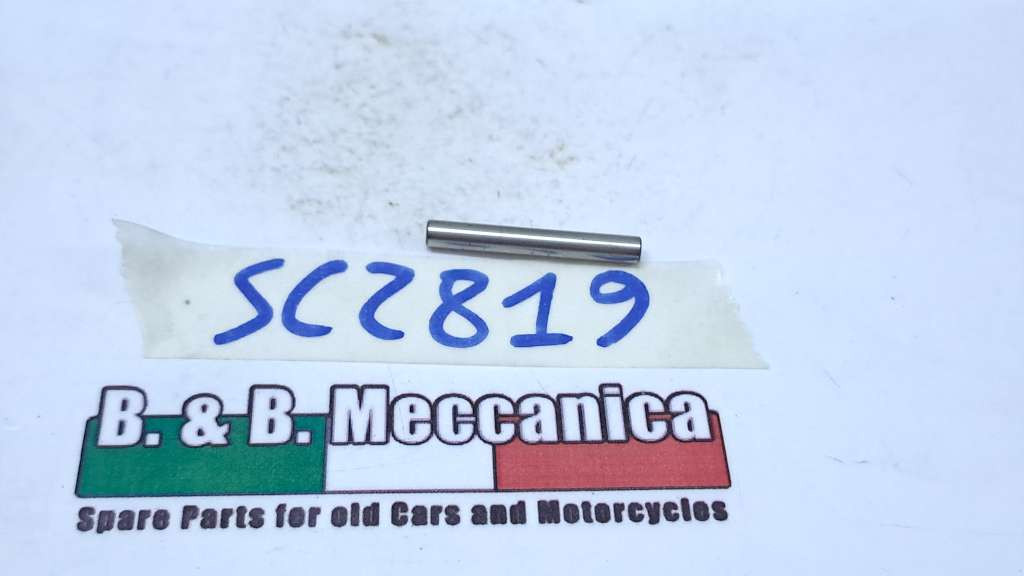 SC2819
B. & B. Meccanica
Spare Parts for old Cars and Motorcycles